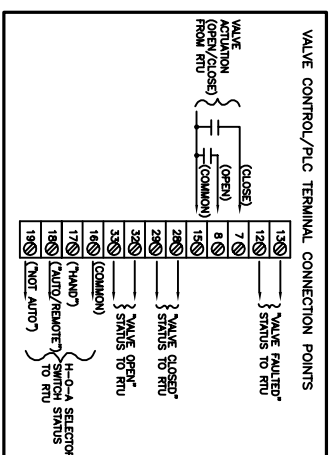 VALVE CONTROL/PLC TERMINAL CONNECTION POINTS
VALVE
ACTUATION
(OPEN/CLOSE)
FROM RTU
(CLOSE)
(OPEN)
(COMMON)
13
12
7
8
15
28
29
32
33
16
17
18
19
"VALVE FAULTED"
STATUS TO RTU
"VALVE CLOSED"
STATUS TO RTU
"VALVE OPEN"
STATUS TO RTU
(COMMON)
("HAND")
("AUTO/REMOTE")
("NOT AUTO")
H-O-A SELECTOR
SWITCH STATUS
TO RTU